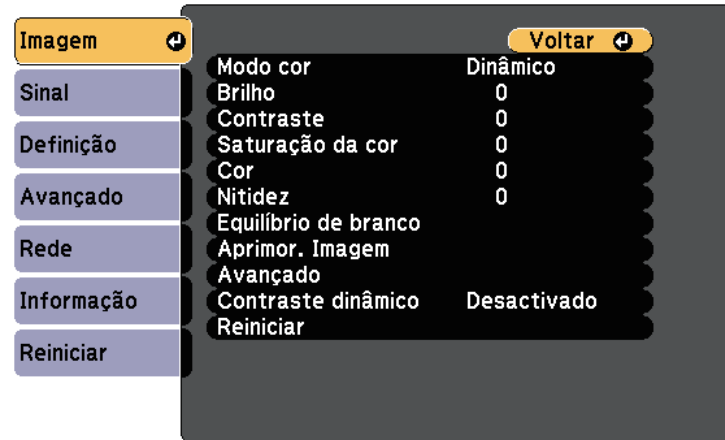 Imagem
Sinal
Definição
Avançado
Rede
Informação
Reiniciar
Voltar
Modo cor Dinâmico
Brilho 0
Contraste 0
Saturação da cor 0
Cor 0
Nitidez 0
Equilíbrio de branco
Aprimor. Imagem
Avançado
Contraste dinâmico Desactivado
Reiniciar